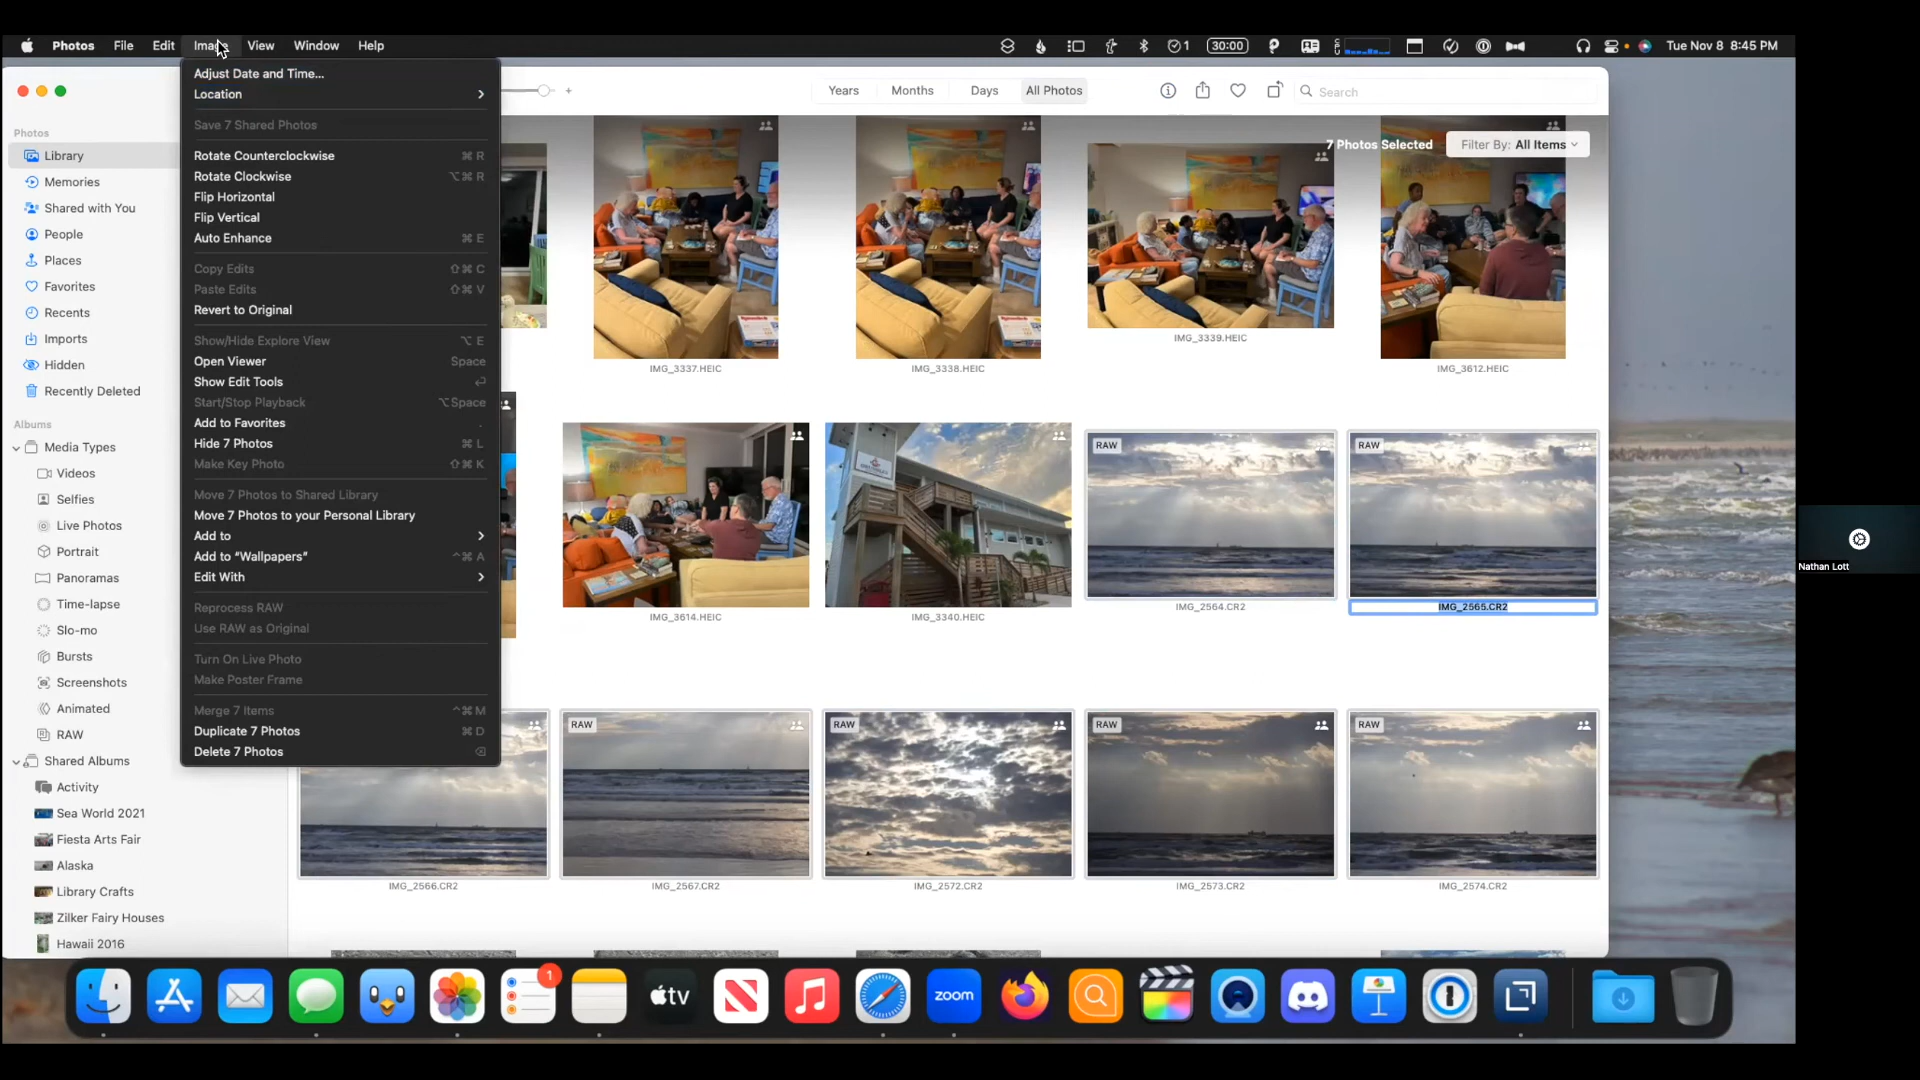 Photos File Edit Image View Window Help
1 30:00 Tue Nov 8 8:45 PM
Adjust Date and Time...
Location
Save 7 Shared Photos
Rotate Counterclockwise ⌘ R
Rotate Clockwise ⌥⌘ R
Flip Horizontal
Flip Vertical
Auto Enhance ⌘ E
Copy Edits ⇧⌘ C
Paste Edits ⇧⌘ V
Revert to Original
Show/Hide Explore View ⌥ E
Open Viewer Space
Show Edit Tools
Start/Stop Playback ⌥Space
Add to Favorites .
Hide 7 Photos ⌘ L
Make Key Photo ⇧⌘ K
Move 7 Photos to Shared Library
Move 7 Photos to your Personal Library
Add to
Add to “Wallpapers” ^⌘ A
Edit With
Reprocess RAW
Use RAW as Original
Turn On Live Photo
Make Poster Frame
Merge 7 Items ^⌘ M
Duplicate 7 Photos ⌘ D
Delete 7 Photos
Photos
Library
Memories
Shared with You
People
Places
Favorites
Recents
Imports
Hidden
Recently Deleted
Albums
Media Types
Videos
Selfies
Live Photos
Portrait
Panoramas
Time-lapse
Slo-mo
Bursts
Screenshots
Animated
RAW
Shared Albums
Activity
Sea World 2021
Fiesta Arts Fair
Alaska
Library Crafts
Zilker Fairy Houses
Hawaii 2016
Years Months Days All Photos Search
7 Photos Selected Filter By: All Items
IMG_3337.HEIC IMG_3338.HEIC IMG_3339.HEIC IMG_3612.HEIC
RAW RAW
IMG_3614.HEIC IMG_3340.HEIC IMG_2564.CR2 IMG_2565.CR2
RAW RAW RAW RAW
IMG_2566.CR2 IMG_2567.CR2 IMG_2572.CR2 IMG_2573.CR2 IMG_2574.CR2
Nathan Lott
1
tv
zoom